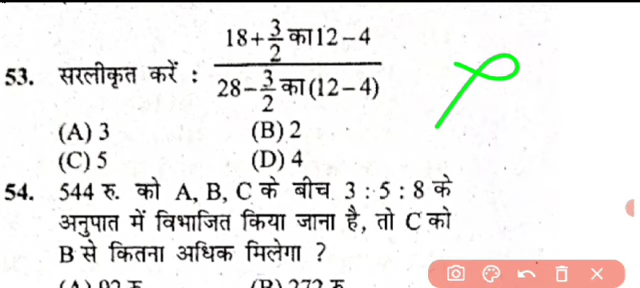 53. सरलीकृत करें : (18+3/2 का 12-4)/(28-3/2 का (12-4))
(A) 3 (B) 2
(C) 5 (D) 4
54. 544 रु. को A, B, C के बीच 3 : 5 : 8 के
अनुपात में विभाजित किया जाना है, तो C को
B से कितना अधिक मिलेगा ?